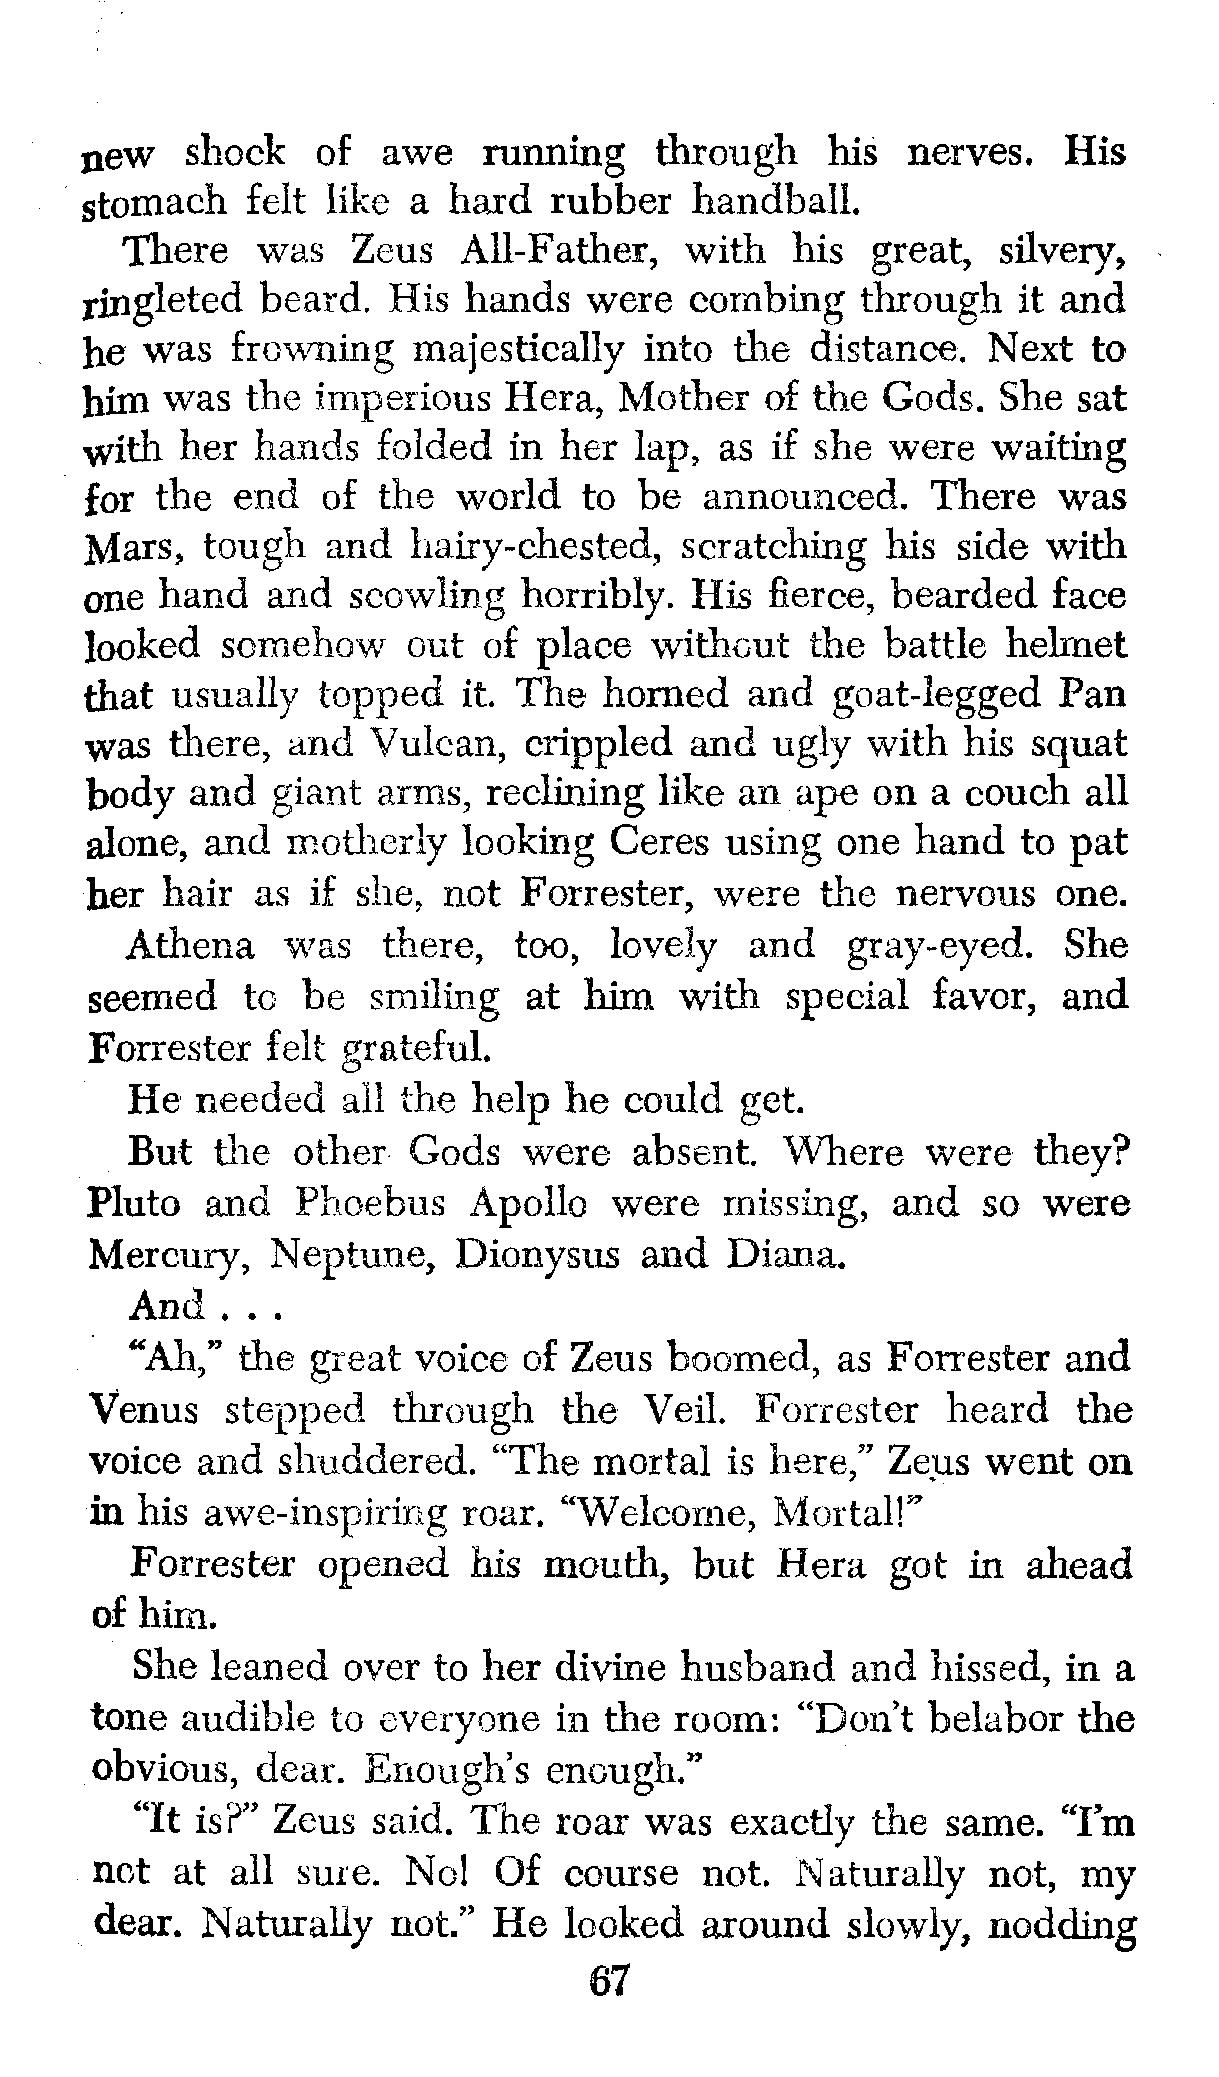 new shock of awe running through his nerves. His
stomach felt like a hard rubber handball.
There was Zeus All-Father, with his great, silvery,
ringleted beard. His hands were combing through it and
he was frowning majestically into the distance. Next to
him was the imperious Hera, Mother of the Gods. She sat
with her hands folded in her lap, as if she were waiting
for the end of the world to be announced. There was
Mars, tough and hairy-chested, scratching his side with
one hand and scowling horribly. His fierce, bearded face
looked somehow out of place without the battle helmet
that usually topped it. The horned and goat-legged Pan
was there, and Vulcan, crippled and ugly with his squat
body and giant arms, reclining like an ape on a couch all
alone, and motherly looking Ceres using one hand to pat
her hair as if she, not Forrester, were the nervous one.
Athena was there, too, lovely and gray-eyed. She
seemed to be smiling at him with special favor, and
Forrester felt grateful.
He needed all the help he could get.
But the other Gods were absent. Where were they?
Pluto and Phoebus Apollo were missing, and so were
Mercury, Neptune, Dionysus and Diana.
And . . .
“Ah,” the great voice of Zeus boomed, as Forrester and
Venus stepped through the Veil. Forrester heard the
voice and shuddered. “The mortal is here,” Zeus went on
in his awe-inspiring roar. “Welcome, Mortal!”
Forrester opened his mouth, but Hera got in ahead
of him.
She leaned over to her divine husband and hissed, in a
tone audible to everyone in the room: “Don’t belabor the
obvious, dear. Enough’s enough.”
“It is?” Zeus said. The roar was exactly the same. “I’m
not at all sure. No! Of course not. Naturally not, my
dear. Naturally not.” He looked around slowly, nodding
67